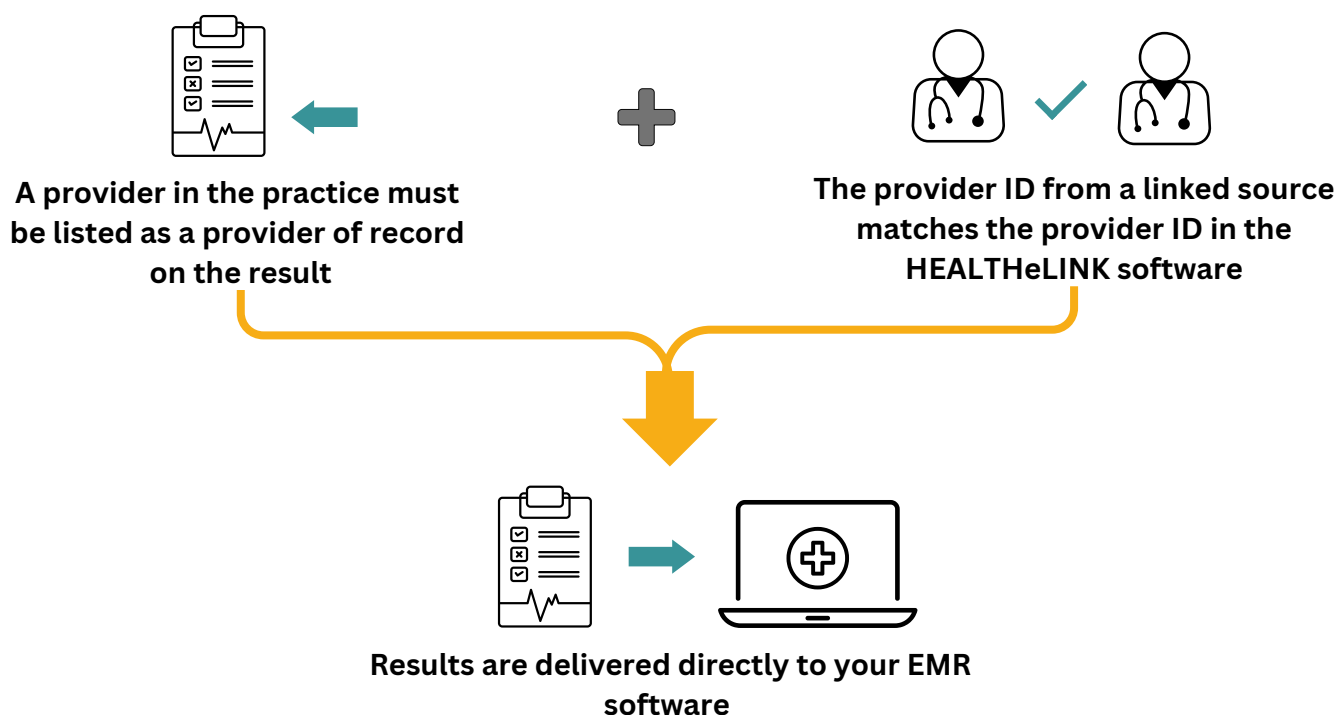 A provider in the practice must
be listed as a provider of record
on the result
The provider ID from a linked source
matches the provider ID in the
HEALTHeLINK software
Results are delivered directly to your EMR
software